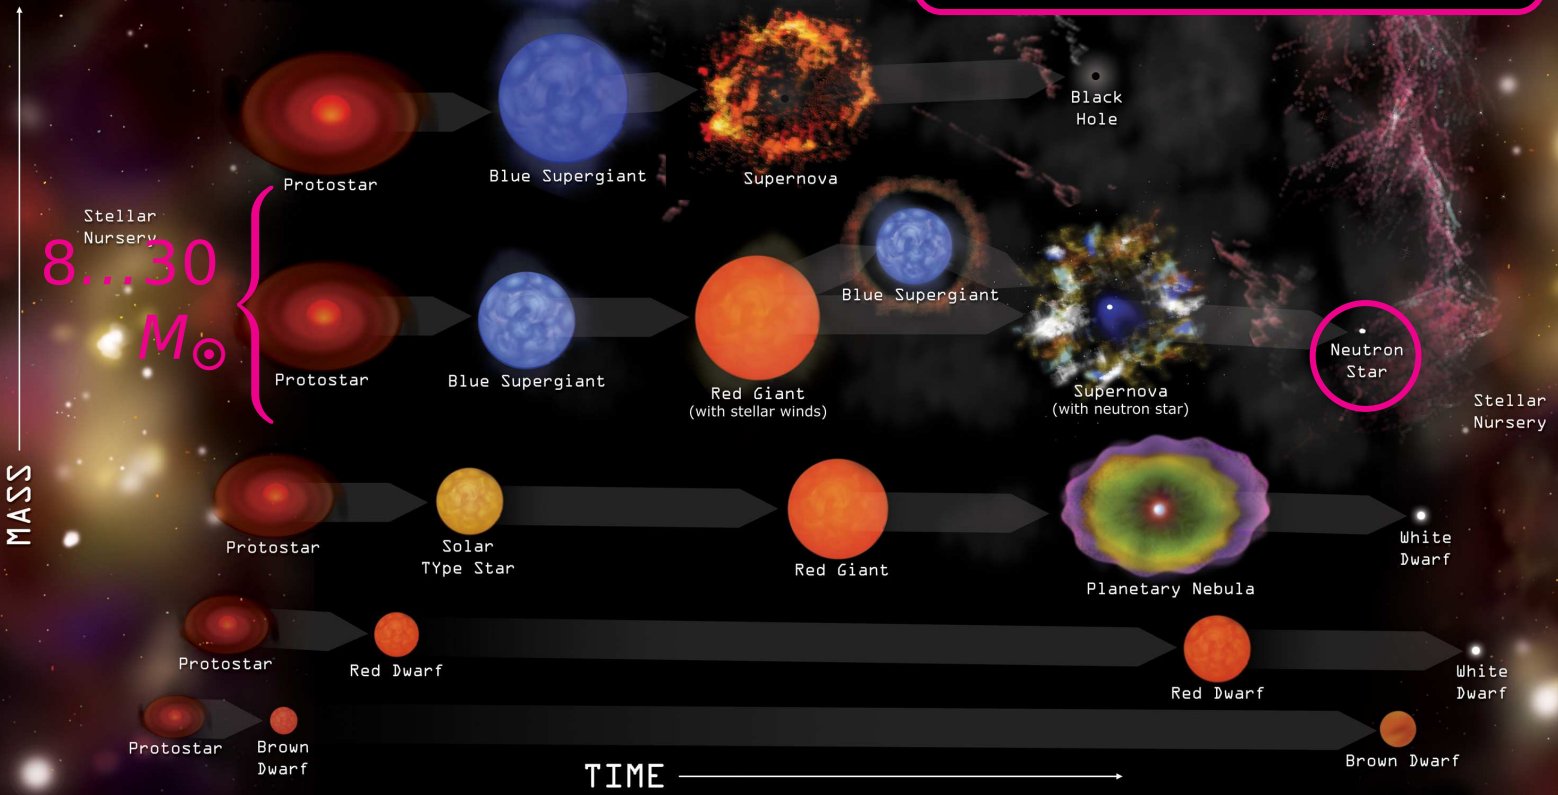 Black
Hole
Protostar
Blue Supergiant
Supernova
Stellar
Nursery
8...30
M☉
Blue Supergiant
Protostar
Blue Supergiant
Red Giant
(with stellar winds)
Supernova
(with neutron star)
Neutron
Star
Stellar
Nursery
MASS
Protostar
Solar
TYpe Star
Red Giant
Planetary Nebula
White
Dwarf
Protostar
Red Dwarf
Red Dwarf
White
Dwarf
Protostar
Brown
Dwarf
Brown Dwarf
TIME